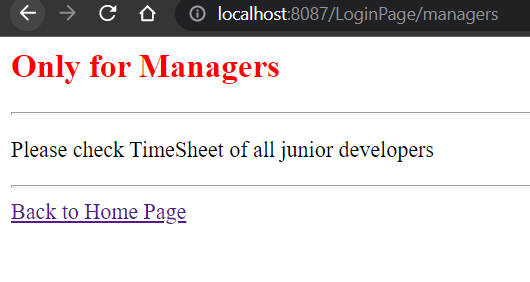 localhost:8087/LoginPage/managers
Only for Managers
Please check TimeSheet of all junior developers
Back to Home Page